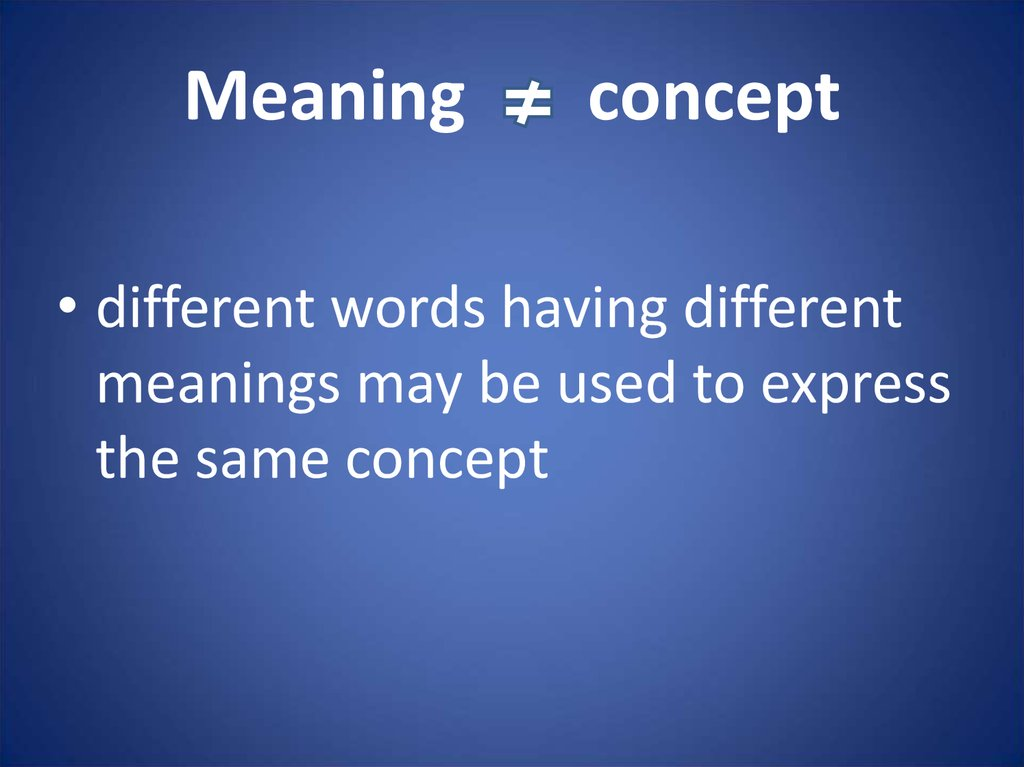 Meaning ≠ concept
• different words having different
meanings may be used to express
the same concept